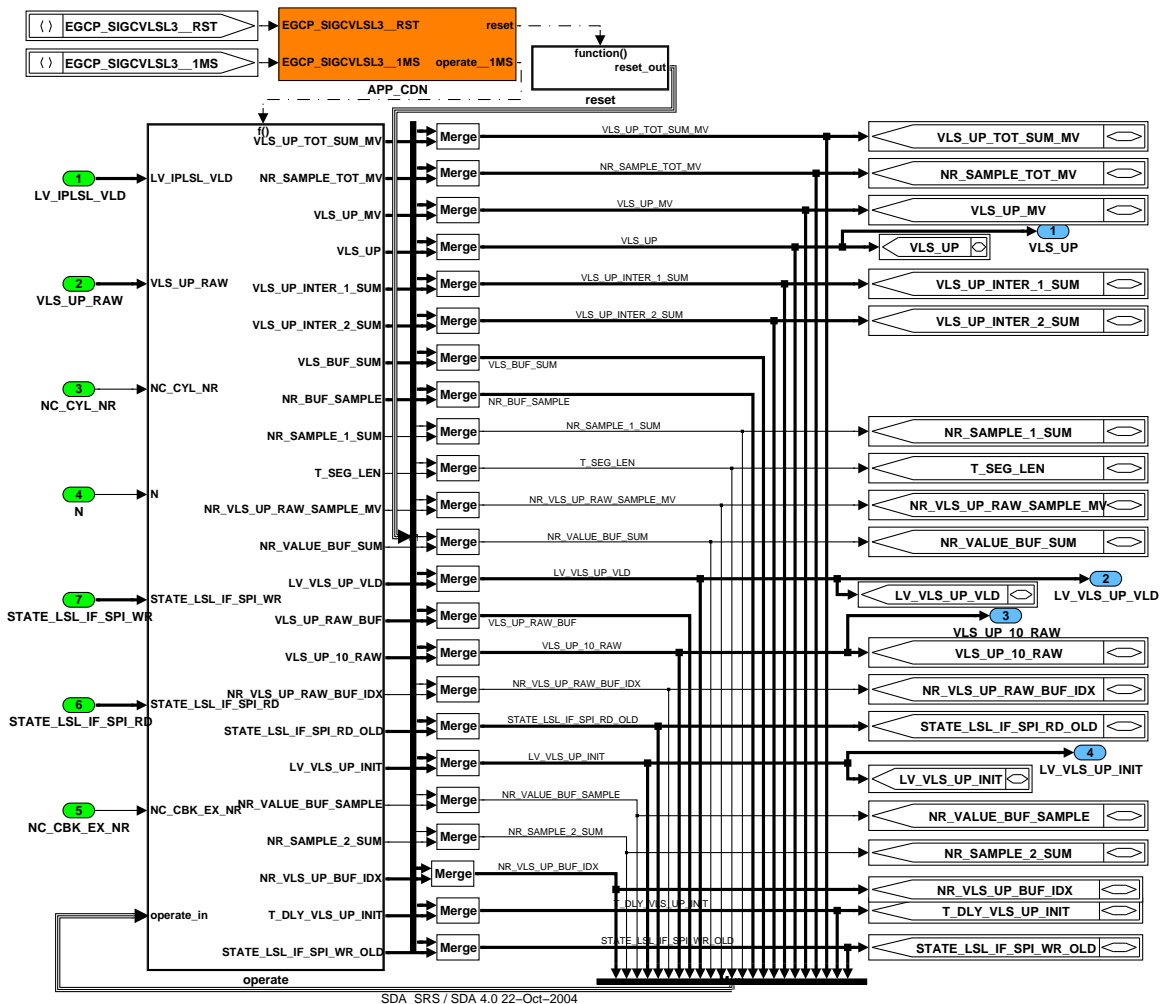 EGCP_SIGCVLSL3__RST
EGCP_SIGCVLSL3__RST
reset
EGCP_SIGCVLSL3__1MS
EGCP_SIGCVLSL3__1MS
operate__1MS
APP_CDN
function()
reset_out
reset
f()
VLS_UP_TOT_SUM_MV
Merge
VLS_UP_TOT_SUM_MV
VLS_UP_TOT_SUM_MV
1
LV_IPLSL_VLD
LV_IPLSL_VLD
NR_SAMPLE_TOT_MV
Merge
NR_SAMPLE_TOT_MV
NR_SAMPLE_TOT_MV
VLS_UP_MV
Merge
VLS_UP_MV
VLS_UP_MV
VLS_UP
Merge
VLS_UP
VLS_UP
1
VLS_UP
2
VLS_UP_RAW
VLS_UP_RAW
VLS_UP_INTER_1_SUM
Merge
VLS_UP_INTER_1_SUM
VLS_UP_INTER_1_SUM
VLS_UP_INTER_2_SUM
Merge
VLS_UP_INTER_2_SUM
VLS_UP_INTER_2_SUM
VLS_BUF_SUM
Merge
VLS_BUF_SUM
3
NC_CYL_NR
NC_CYL_NR
NR_BUF_SAMPLE
Merge
NR_BUF_SAMPLE
NR_SAMPLE_1_SUM
Merge
NR_SAMPLE_1_SUM
NR_SAMPLE_1_SUM
T_SEG_LEN
Merge
T_SEG_LEN
T_SEG_LEN
4
N
N
NR_VLS_UP_RAW_SAMPLE_MV
Merge
NR_VLS_UP_RAW_SAMPLE_MV
NR_VLS_UP_RAW_SAMPLE_MV
NR_VALUE_BUF_SUM
Merge
NR_VALUE_BUF_SUM
NR_VALUE_BUF_SUM
LV_VLS_UP_VLD
Merge
LV_VLS_UP_VLD
LV_VLS_UP_VLD
2
LV_VLS_UP_VLD
7
STATE_LSL_IF_SPI_WR
STATE_LSL_IF_SPI_WR
VLS_UP_RAW_BUF
Merge
VLS_UP_RAW_BUF
3
VLS_UP_10_RAW
VLS_UP_10_RAW
Merge
VLS_UP_10_RAW
VLS_UP_10_RAW
6
STATE_LSL_IF_SPI_RD
STATE_LSL_IF_SPI_RD
NR_VLS_UP_RAW_BUF_IDX
Merge
NR_VLS_UP_RAW_BUF_IDX
NR_VLS_UP_RAW_BUF_IDX
STATE_LSL_IF_SPI_RD_OLD
Merge
STATE_LSL_IF_SPI_RD_OLD
STATE_LSL_IF_SPI_RD_OLD
LV_VLS_UP_INIT
Merge
LV_VLS_UP_INIT
LV_VLS_UP_INIT
4
LV_VLS_UP_INIT
5
NC_CBK_EX_NR
NC_CBK_EX_NR
NR_VALUE_BUF_SAMPLE
Merge
NR_VALUE_BUF_SAMPLE
NR_VALUE_BUF_SAMPLE
NR_SAMPLE_2_SUM
Merge
NR_SAMPLE_2_SUM
NR_SAMPLE_2_SUM
NR_VLS_UP_BUF_IDX
Merge
NR_VLS_UP_BUF_IDX
NR_VLS_UP_BUF_IDX
operate_in
T_DLY_VLS_UP_INIT
Merge
T_DLY_VLS_UP_INIT
T_DLY_VLS_UP_INIT
STATE_LSL_IF_SPI_WR_OLD
Merge
STATE_LSL_IF_SPI_WR_OLD
STATE_LSL_IF_SPI_WR_OLD
operate
SDA_SRS / SDA 4.0 22–Oct–2004